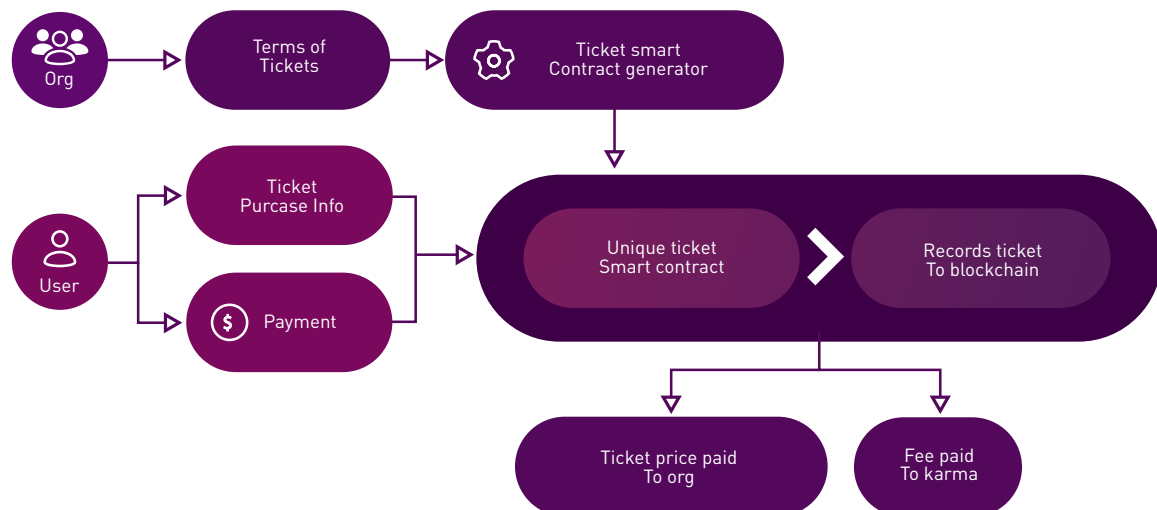 Org
Terms of
Tickets
Ticket smart
Contract generator
Ticket
Purcase Info
User
$
Payment
Unique ticket
Smart contract
Records ticket
To blockchain
Ticket price paid
To org
Fee paid
To karma